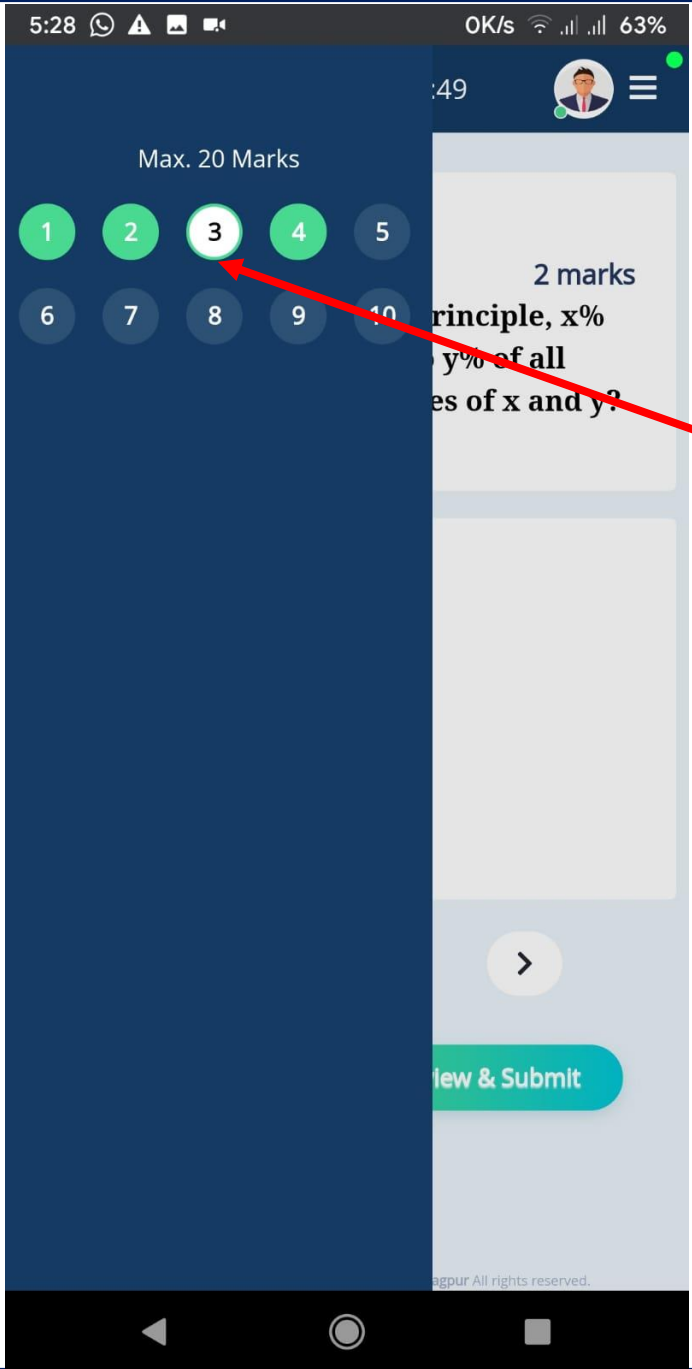 5:28 0K/s 63%
:49
Max. 20 Marks
1 2 3 4 5
2 marks
6 7 8 9 10
rinciple, x%
y% of all
es of x and y?
iew & Submit
agpur All rights reserved.